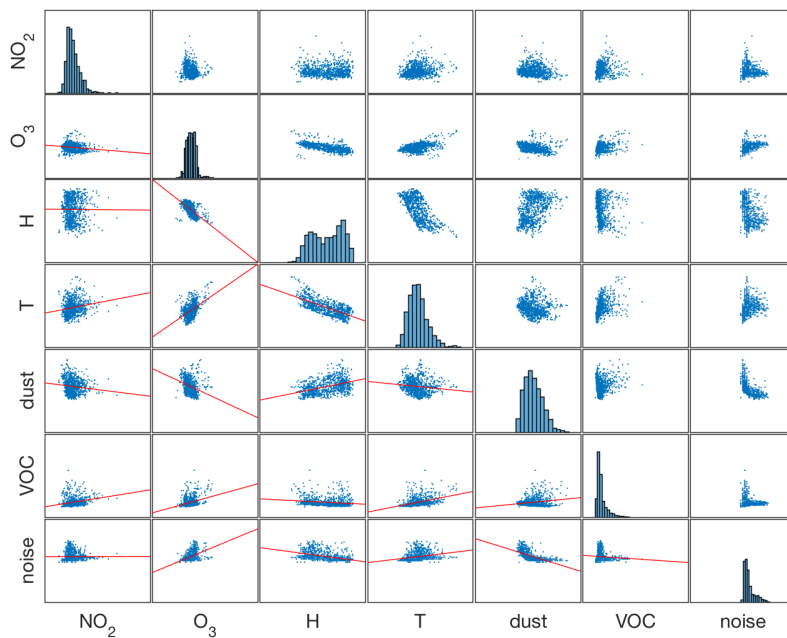 NO2
O3
H
T
dust
VOC
noise
NO2 O3 H T dust VOC noise